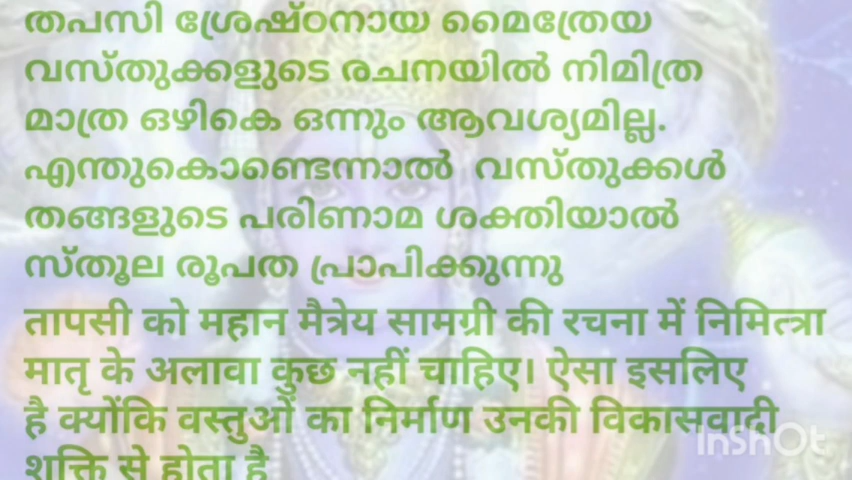 തപസി ശ്രേഷ്ഠനായ മൈത്രേയ
വസ്തുക്കളുടെ രചനയിൽ നിമിത്ര
മാത്ര ഒഴികെ ഒന്നും ആവശ്യമില്ല.
എന്തുകൊണ്ടെന്നാൽ വസ്തുക്കൾ
തങ്ങളുടെ പരിണാമ ശക്തിയാൽ
സ്തൂല രൂപത പ്രാപിക്കുന്നു
तापसी को महान मैत्रेय सामग्री की रचना में निमित्त्रा
मातृ के अलावा कुछ नहीं चाहिए। ऐसा इसलिए
है क्योंकि वस्तुओं का निर्माण उनकी विकासवादी
शक्ति से होता है
InShOt